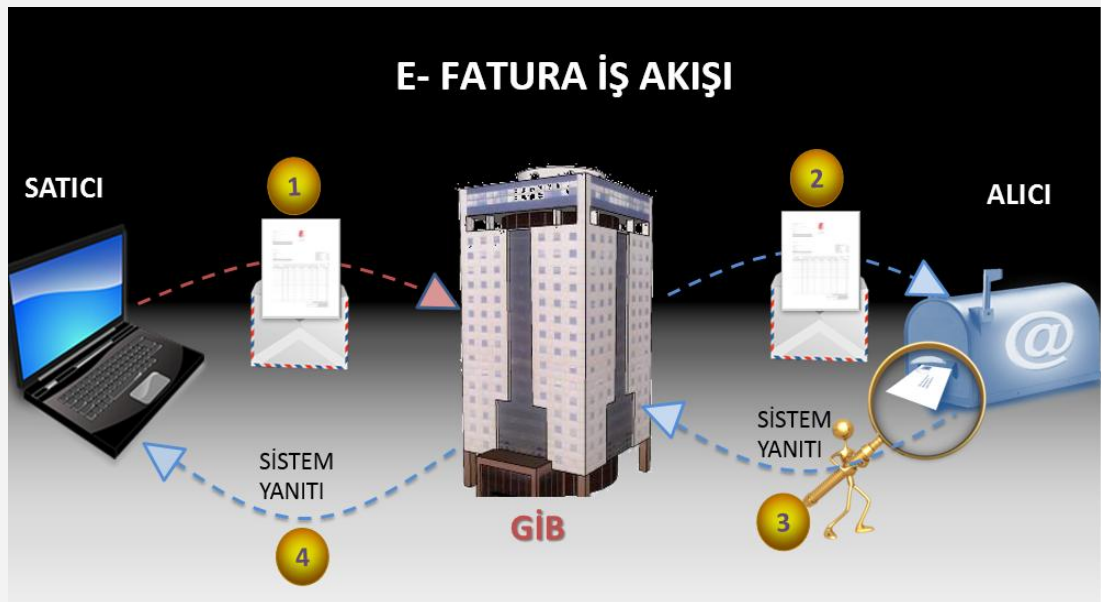 E- FATURA İŞ AKIŞI
SATICI
1
2
ALICI
@
SİSTEM
YANITI
3
SİSTEM
YANITI
4
GİB